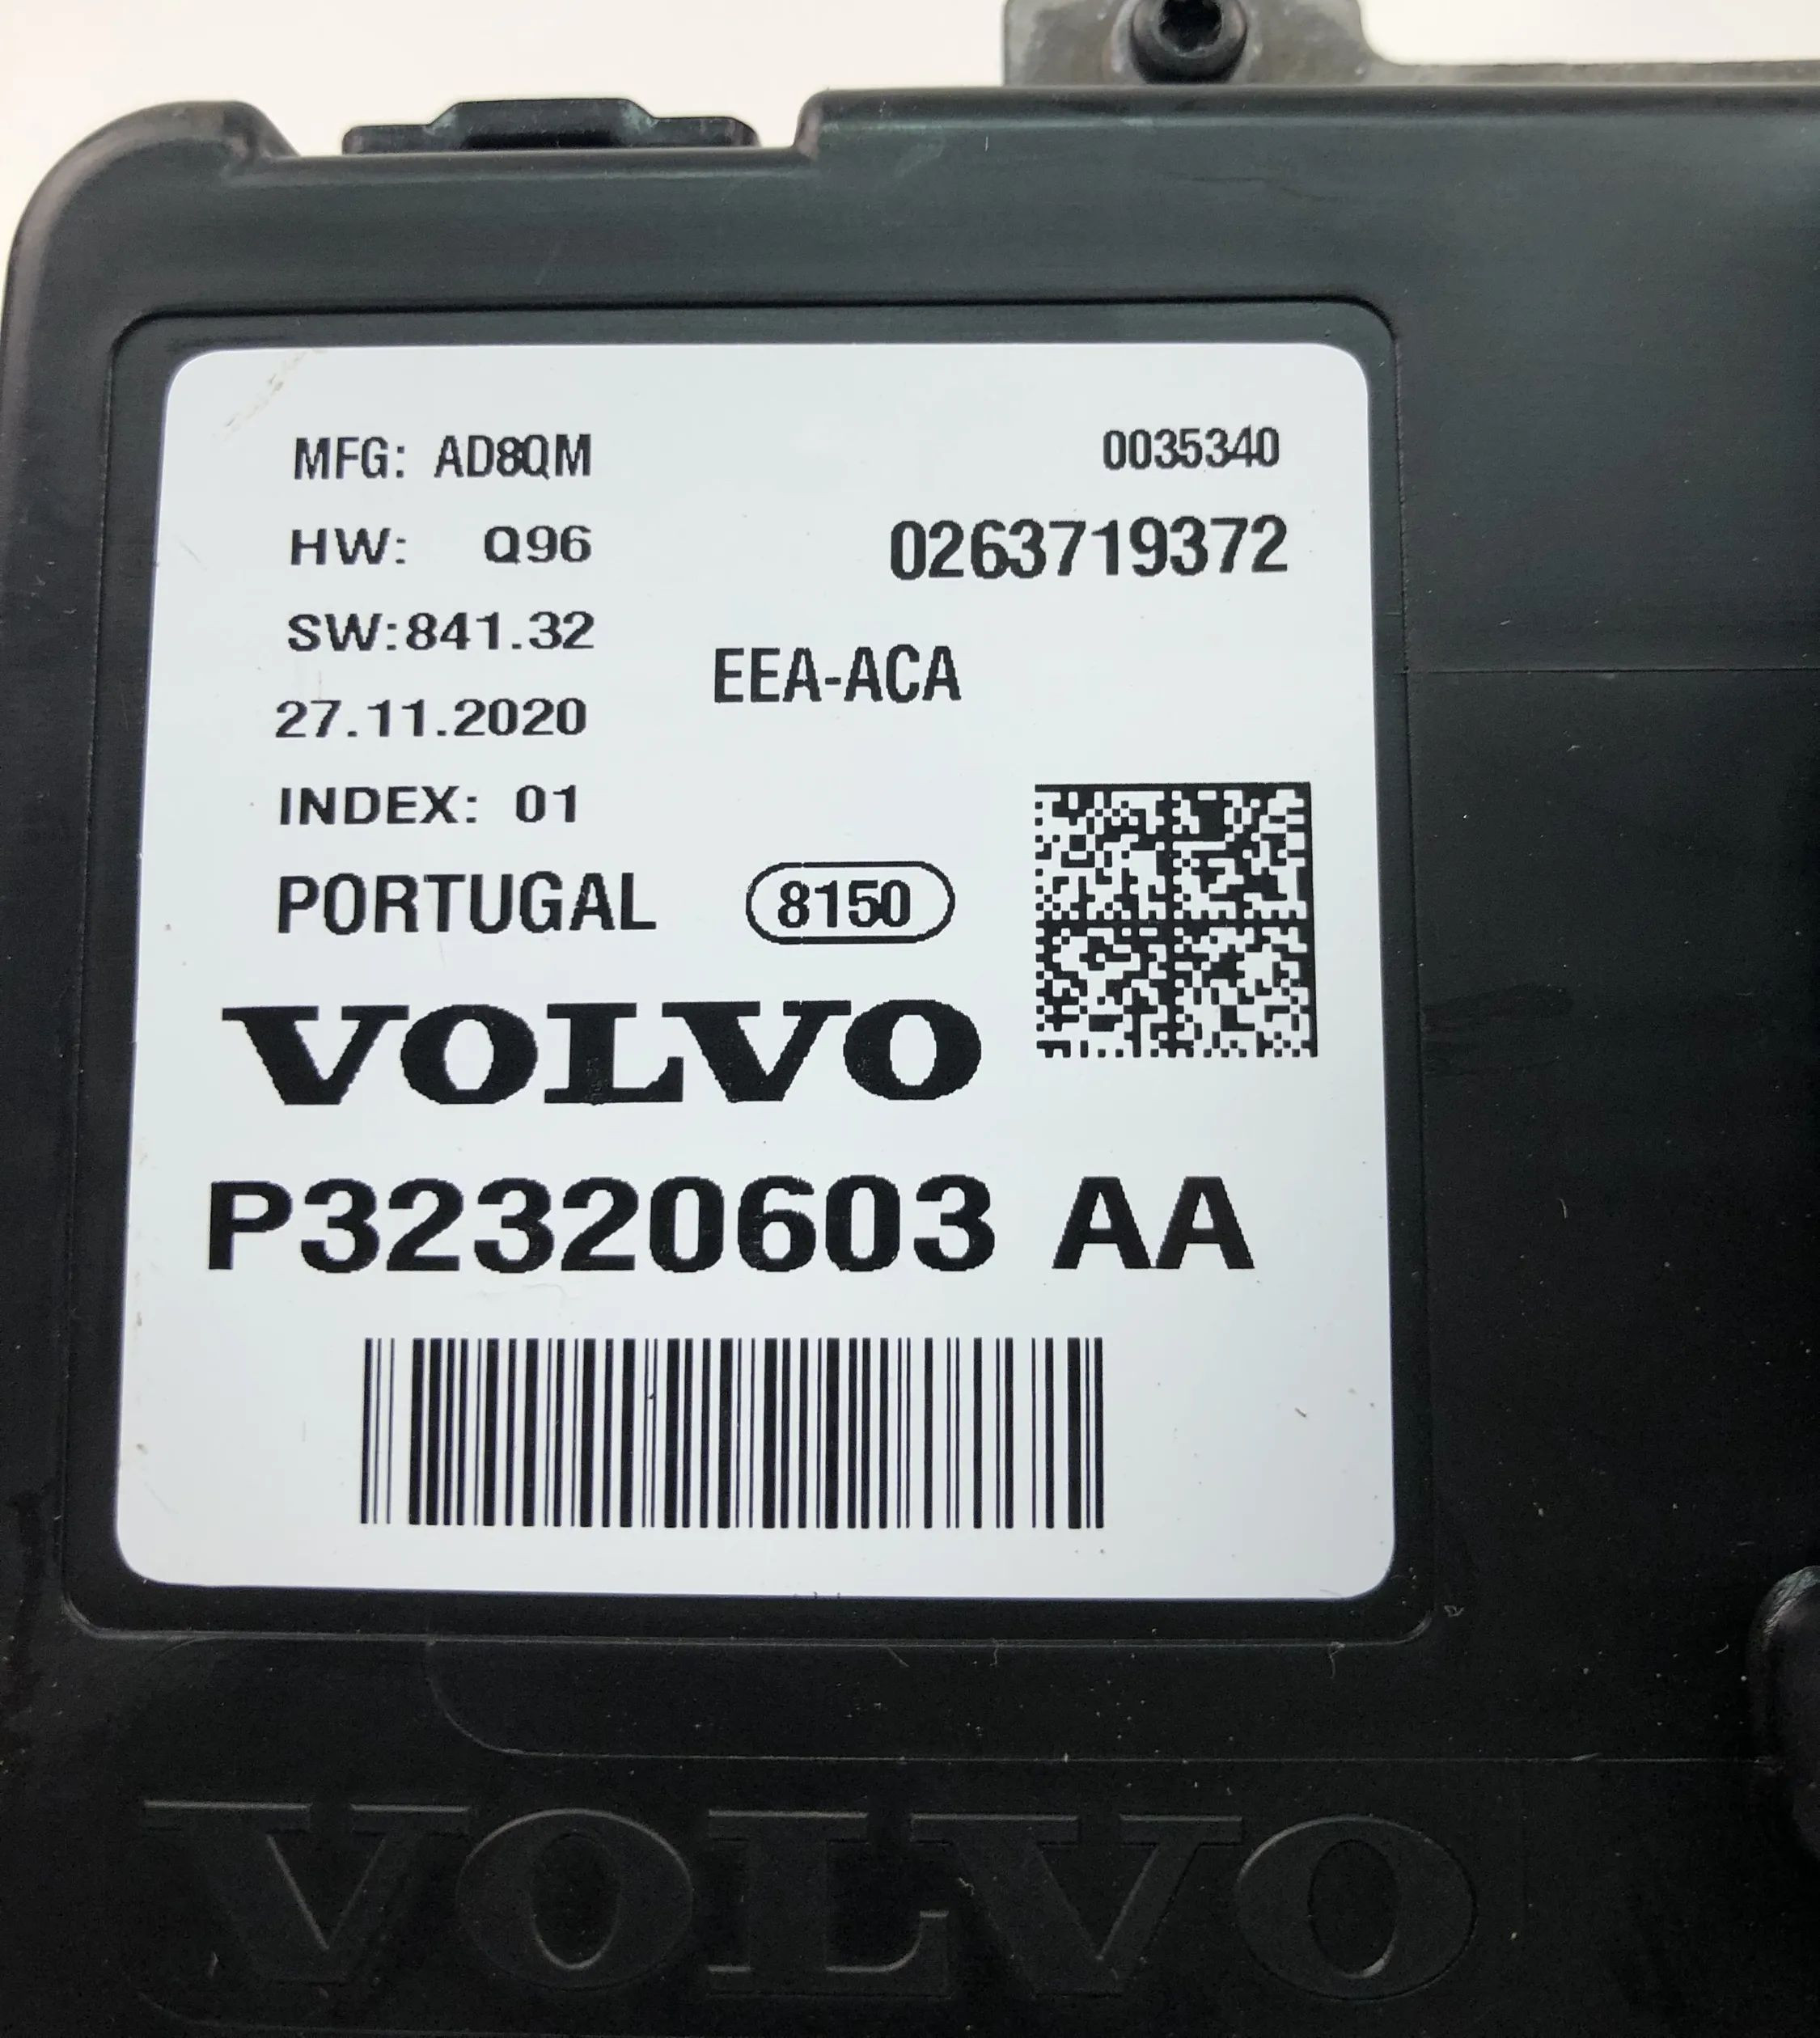 MFG: AD8QM 0035340
HW: Q96 0263719372
SW:841.32
EEA-ACA
27.11.2020
INDEX: 01
PORTUGAL 8150
VOLVO
P32320603 AA
VOLVO